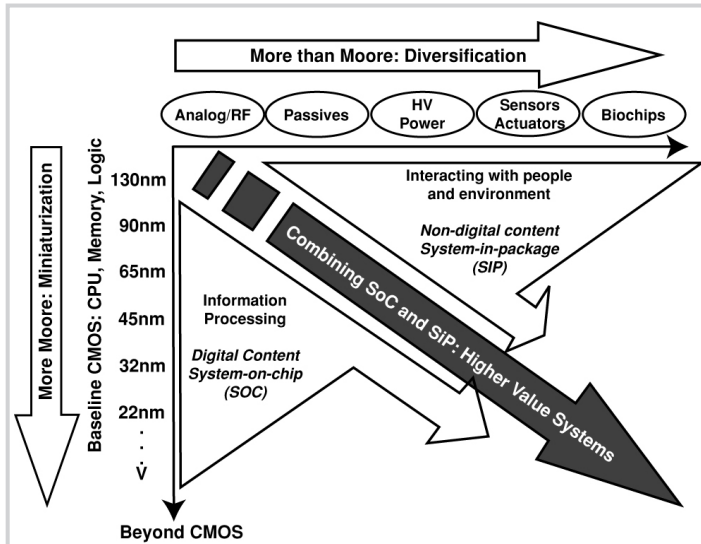 More than Moore: Diversification
Analog/RF
Passives
HV
Power
Sensors
Actuators
Biochips
More Moore: Miniaturization
Baseline CMOS: CPU, Memory, Logic
130nm
90nm
65nm
45nm
32nm
22nm
.
.
.
V
Beyond CMOS
Interacting with people
and environment
Non-digital content
System-in-package
(SIP)
Combining SoC and SiP: Higher Value Systems
Information
Processing
Digital Content
System-on-chip
(SOC)